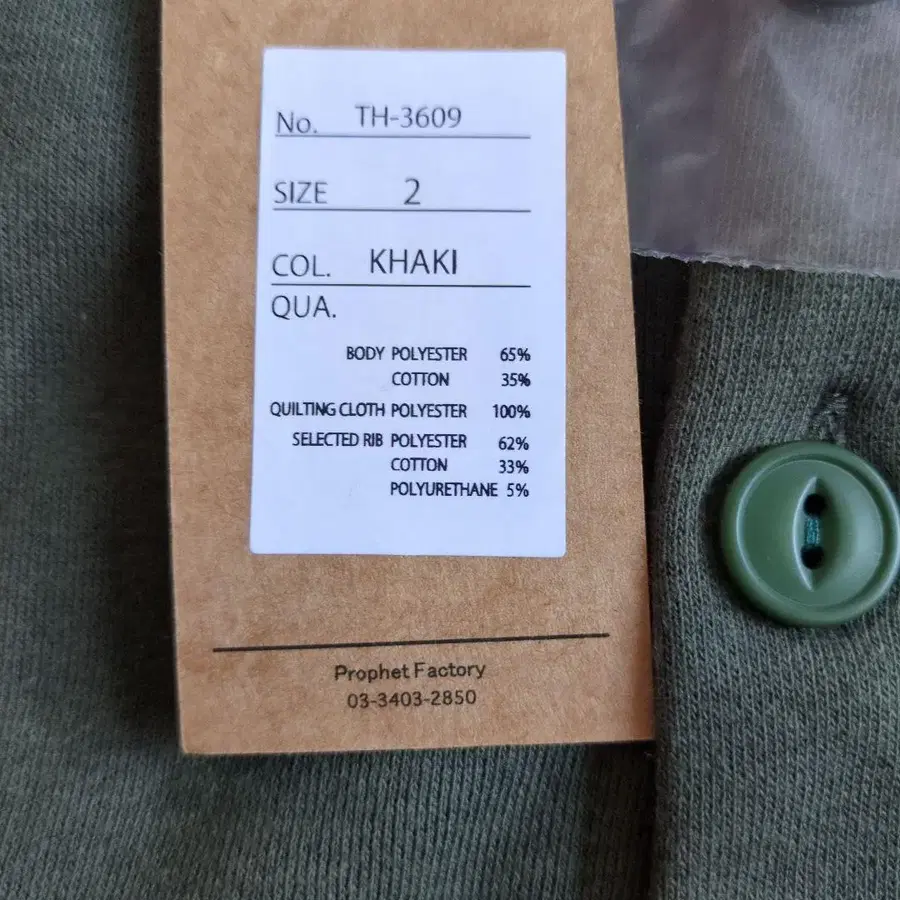 No. TH-3609
SIZE 2
COL. KHAKI
QUA.
BODY POLYESTER 65%
COTTON 35%
QUILTING CLOTH POLYESTER 100%
SELECTED RIB POLYESTER 62%
COTTON 33%
POLYURETHANE 5%
Prophet Factory
03-3403-2850